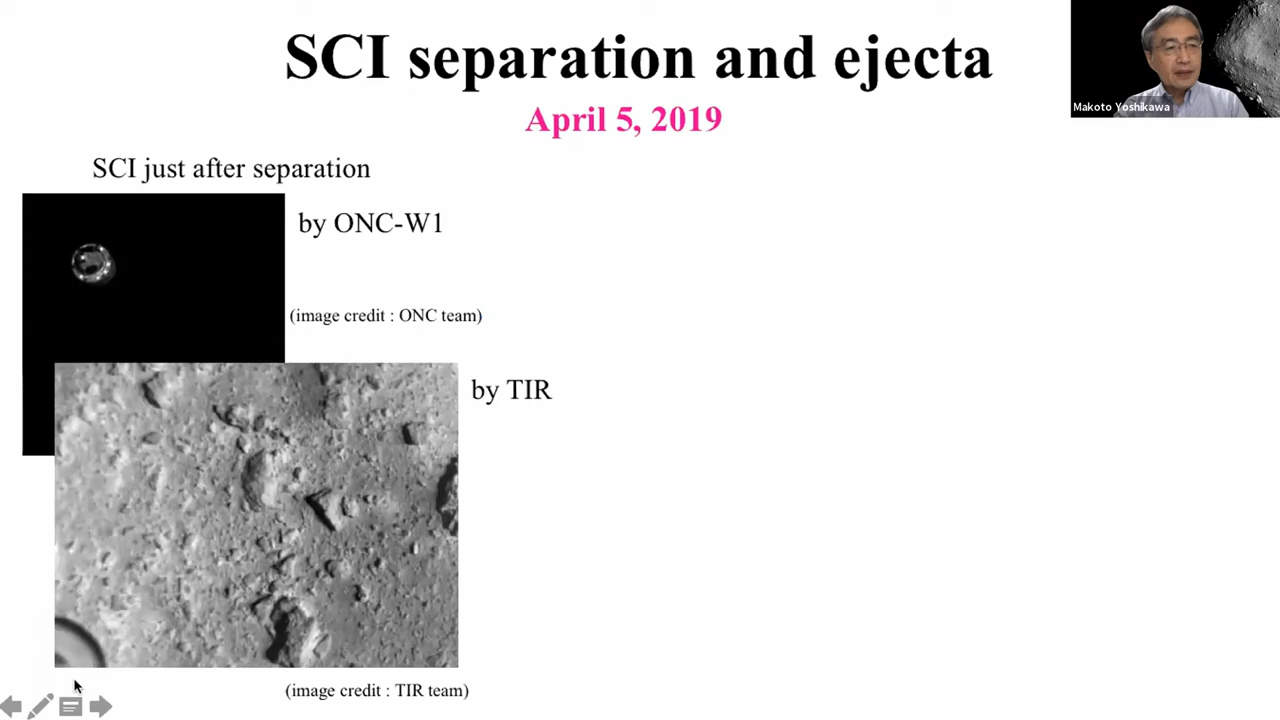 SCI separation and ejecta
Makoto Yoshikawa
April 5, 2019
SCI just after separation
by ONC-W1
(image credit : ONC team)
by TIR
(image credit : TIR team)